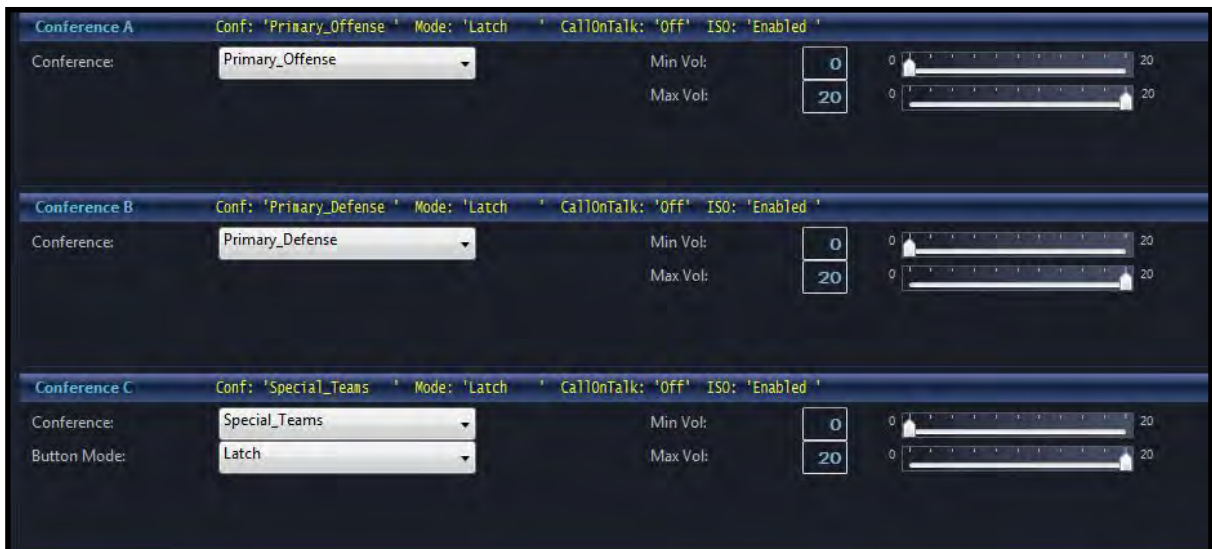 Conference A Conf: 'Primary_Offense ' Mode: 'Latch ' CallOnTalk: 'Off' ISO: 'Enabled '
Conference: Primary_Offense Min Vol: 0 0 20
Max Vol: 20 0 20
Conference B Conf: 'Primary_Defense ' Mode: 'Latch ' CallOnTalk: 'Off' ISO: 'Enabled '
Conference: Primary_Defense Min Vol: 0 0 20
Max Vol: 20 0 20
Conference C Conf: 'Special_Teams ' Mode: 'Latch ' CallOnTalk: 'Off' ISO: 'Enabled '
Conference: Special_Teams Min Vol: 0 0 20
Button Mode: Latch Max Vol: 20 0 20